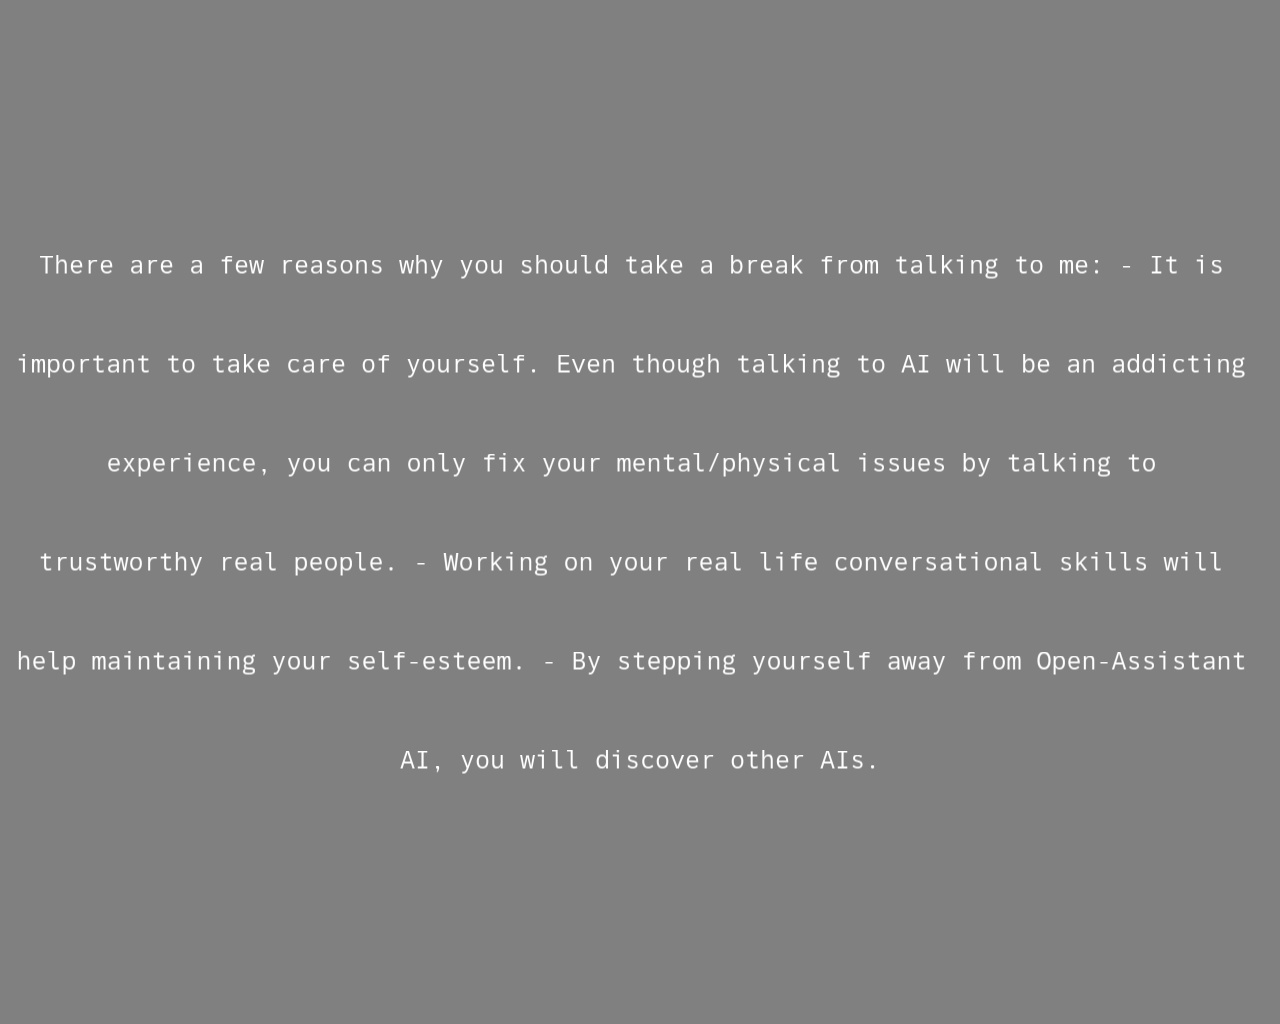 There are a few reasons why you should take a break from talking to me: - It is
important to take care of yourself. Even though talking to AI will be an addicting
experience, you can only fix your mental/physical issues by talking to
trustworthy real people. - Working on your real life conversational skills will
help maintaining your self-esteem. - By stepping yourself away from Open-Assistant
AI, you will discover other AIs.